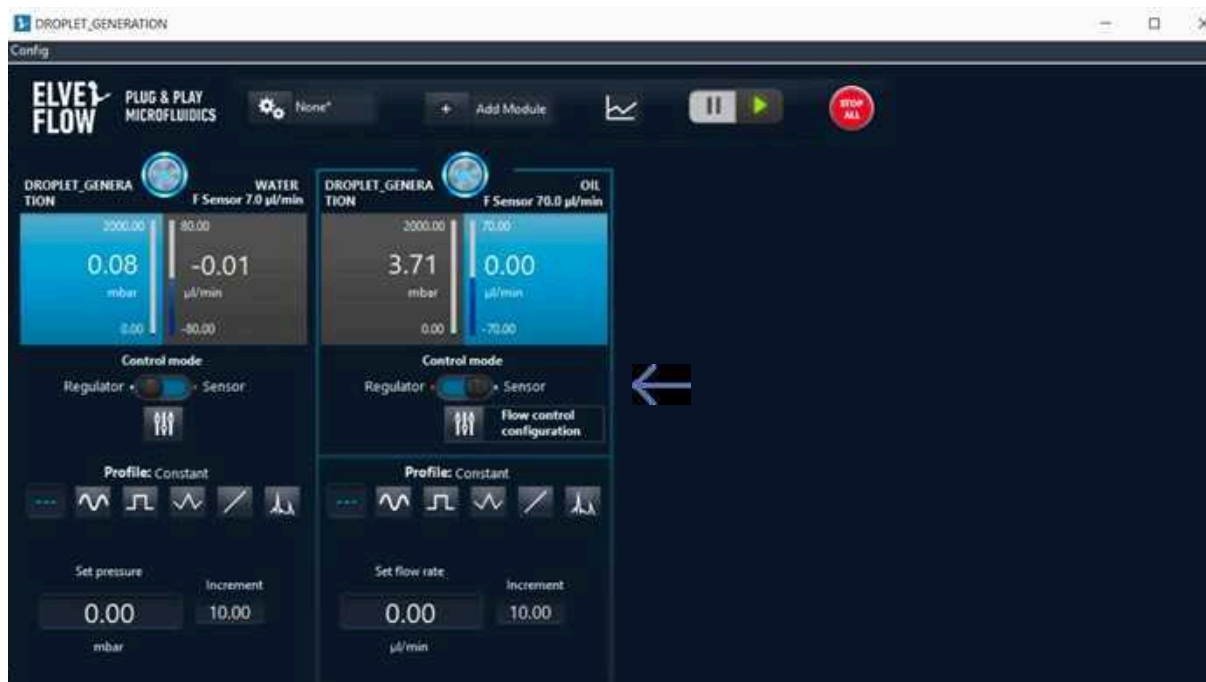 DROPLET_GENERATION
Config
ELVE
FLOW
PLUG & PLAY
MICROFLUIDICS
None*
+ Add Module
STOP
ALL
DROPLET_GENERA
TION
WATER
F Sensor 7.0 µl/min
2000.00
80.00
0.08
-0.01
mbar
µl/min
0.00
-80.00
Control mode
Regulator
Sensor
Profile: Constant
Set pressure
Increment
0.00
10.00
mbar
DROPLET_GENERA
TION
OIL
F Sensor 70.0 µl/min
2000.00
70.00
3.71
0.00
mbar
µl/min
0.00
-70.00
Control mode
Regulator
Sensor
Flow control
configuration
Profile: Constant
Set flow rate
Increment
0.00
10.00
µl/min